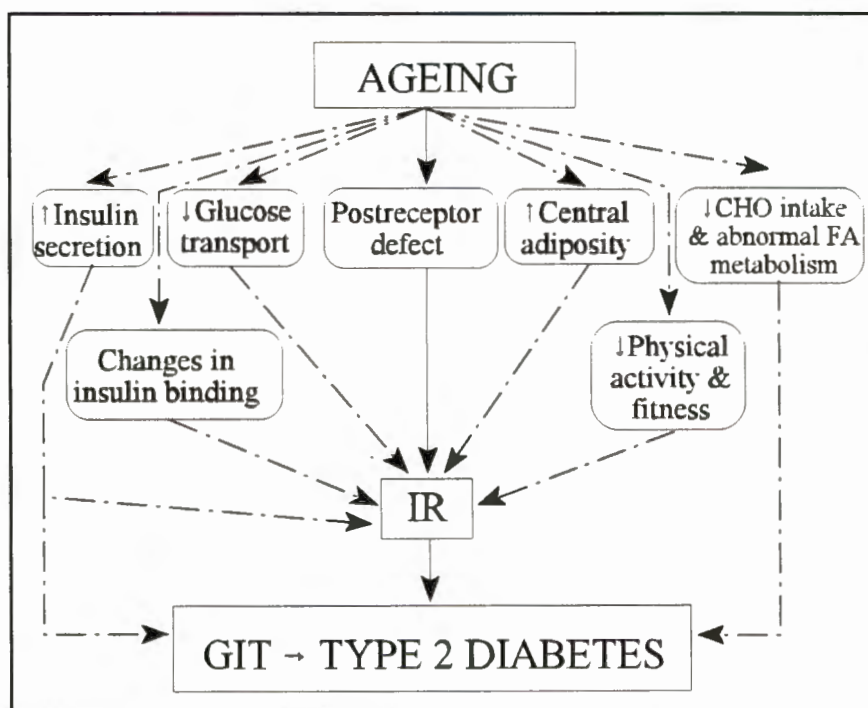 AGEING
↑Insulin
secretion
↓Glucose
transport
Postreceptor
defect
↑Central
adiposity
↓CHO intake
& abnormal FA
metabolism
Changes in
insulin binding
↓Physical
activity &
fitness
IR
GIT → TYPE 2 DIABETES